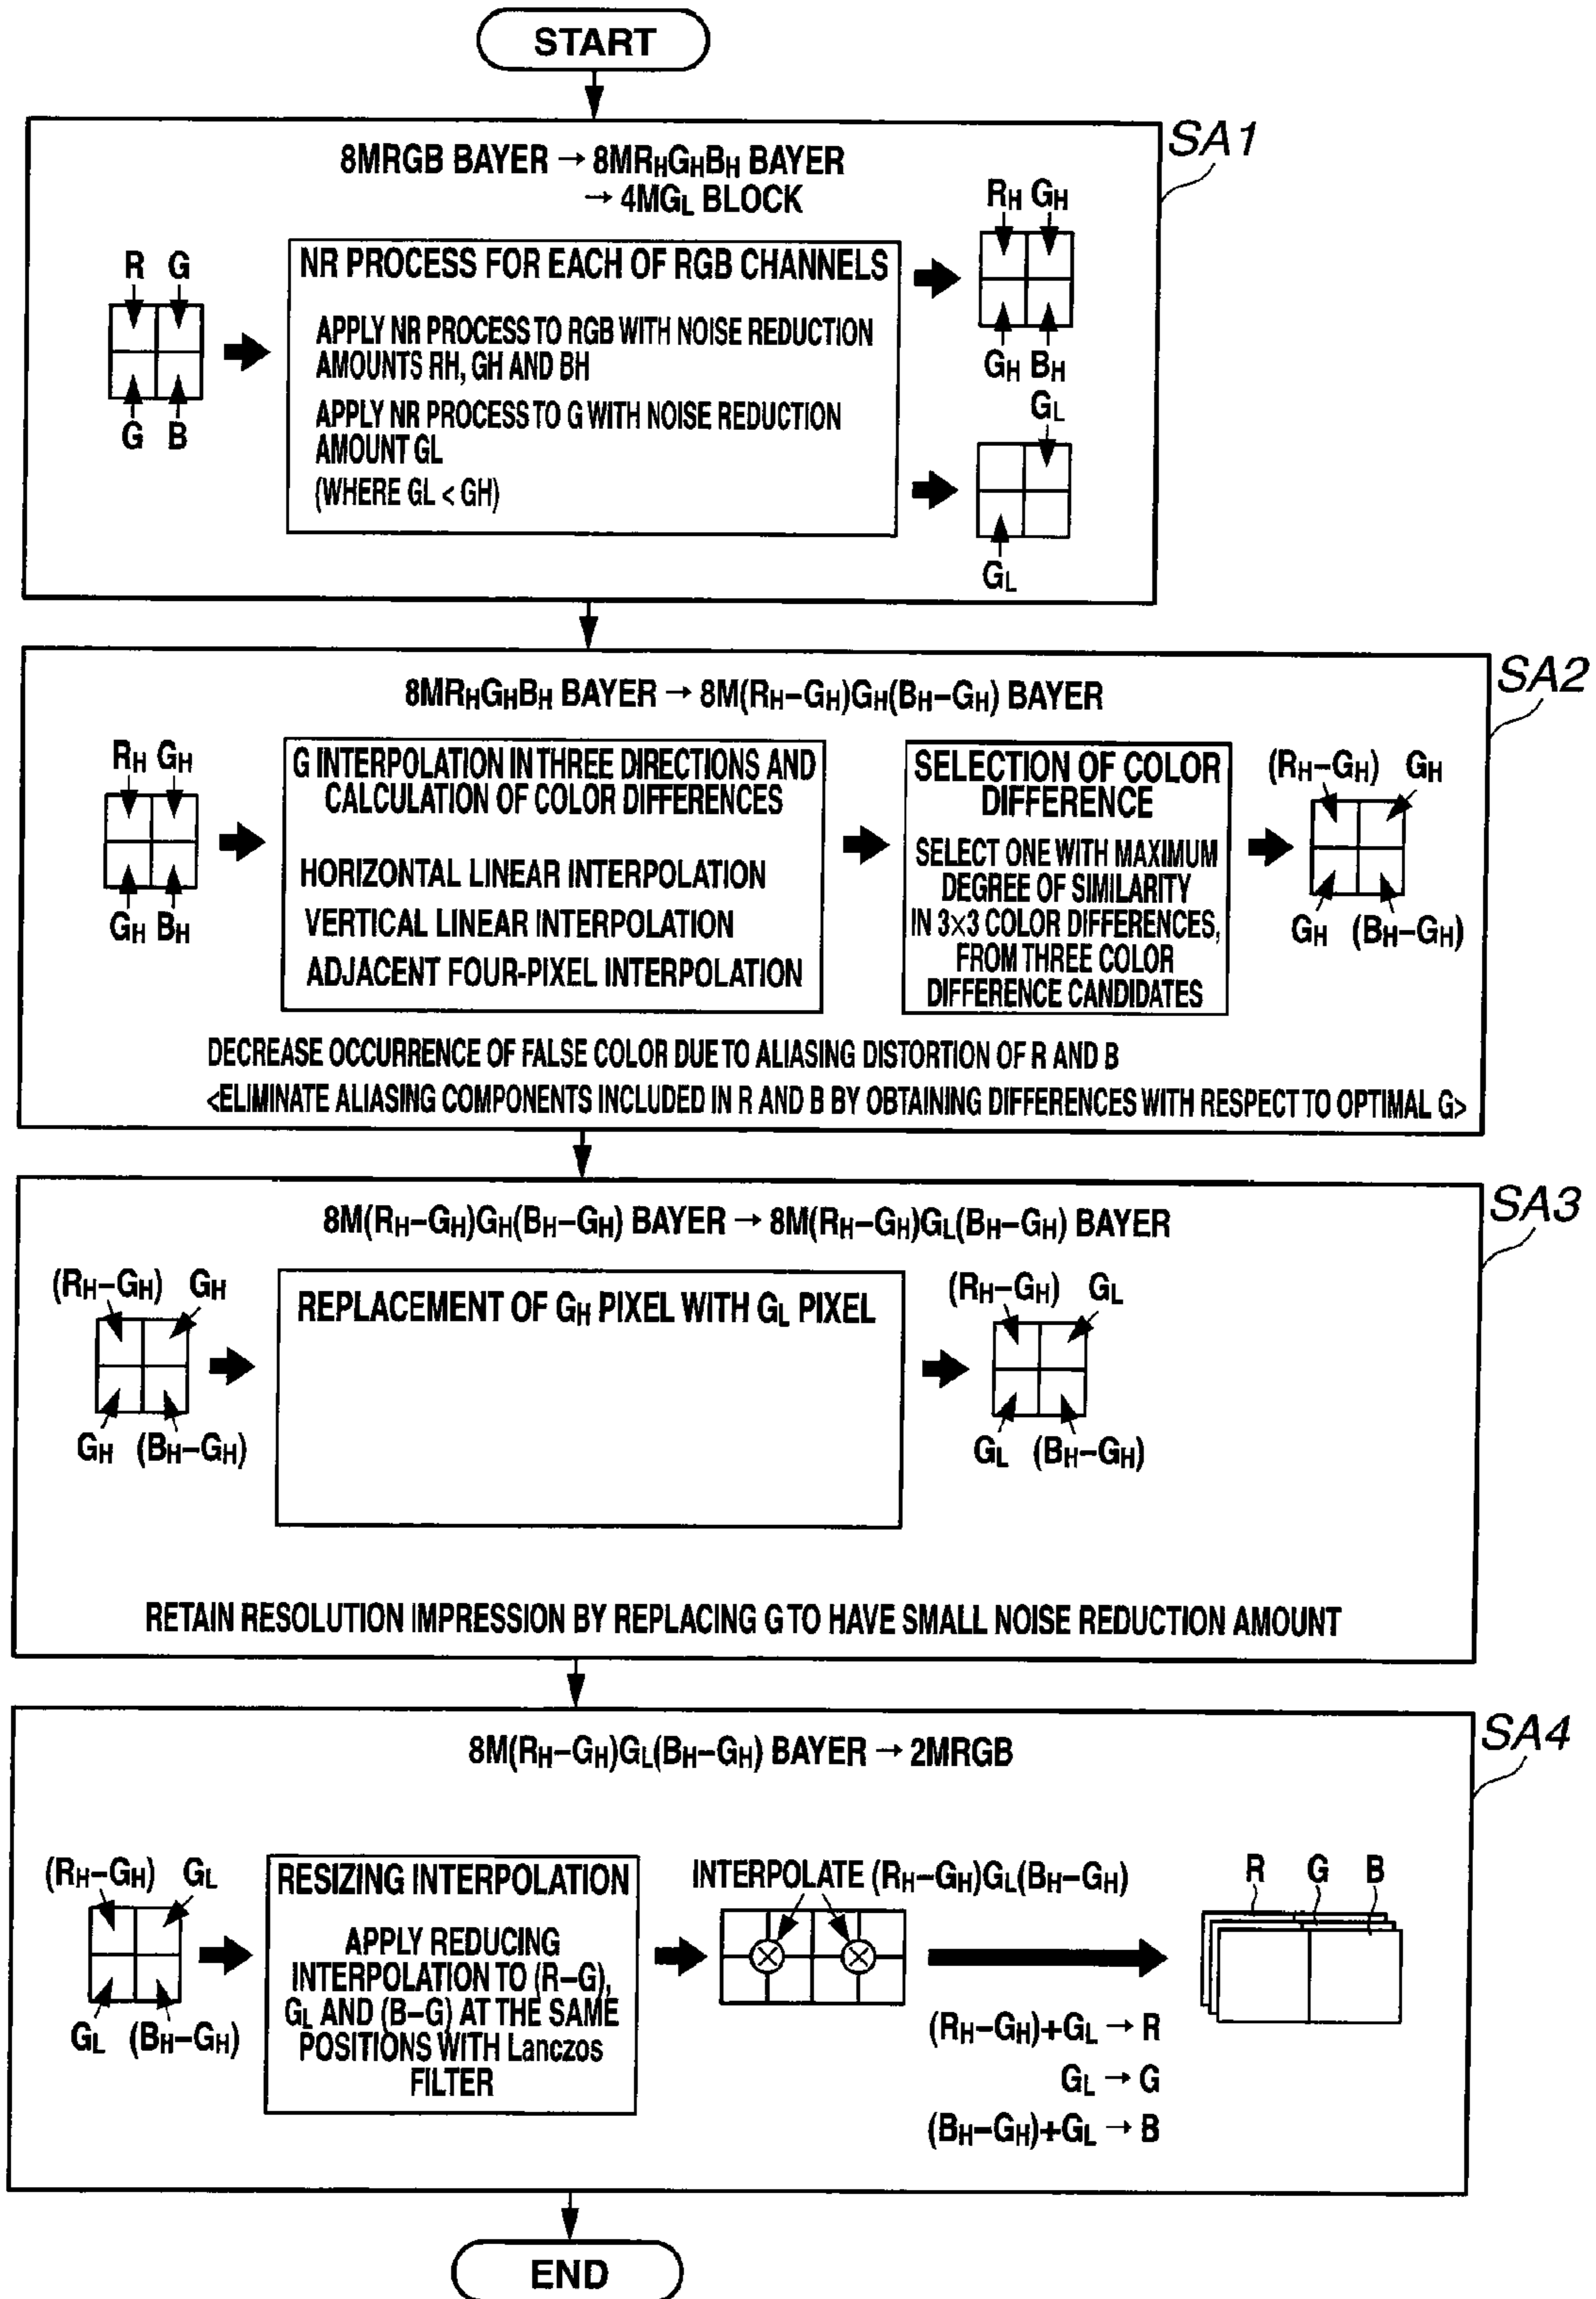 START
SA1
8MRGB BAYER → 8MRHGHBH BAYER
→ 4MGL BLOCK
R G
G B
NR PROCESS FOR EACH OF RGB CHANNELS
APPLY NR PROCESS TO RGB WITH NOISE REDUCTION
AMOUNTS RH, GH AND BH
APPLY NR PROCESS TO G WITH NOISE REDUCTION
AMOUNT GL
(WHERE GL < GH)
RH GH
GH BH
GL
GL
SA2
8MRHGHBH BAYER → 8M(RH–GH)GH(BH–GH) BAYER
RH GH
GH BH
G INTERPOLATION IN THREE DIRECTIONS AND
CALCULATION OF COLOR DIFFERENCES
HORIZONTAL LINEAR INTERPOLATION
VERTICAL LINEAR INTERPOLATION
ADJACENT FOUR-PIXEL INTERPOLATION
SELECTION OF COLOR
DIFFERENCE
SELECT ONE WITH MAXIMUM
DEGREE OF SIMILARITY
IN 3×3 COLOR DIFFERENCES,
FROM THREE COLOR
DIFFERENCE CANDIDATES
(RH–GH) GH
GH (BH–GH)
DECREASE OCCURRENCE OF FALSE COLOR DUE TO ALIASING DISTORTION OF R AND B
<ELIMINATE ALIASING COMPONENTS INCLUDED IN R AND B BY OBTAINING DIFFERENCES WITH RESPECT TO OPTIMAL G>
SA3
8M(RH–GH)GH(BH–GH) BAYER → 8M(RH–GH)GL(BH–GH) BAYER
(RH–GH) GH
GH (BH–GH)
REPLACEMENT OF GH PIXEL WITH GL PIXEL
(RH–GH) GL
GL (BH–GH)
RETAIN RESOLUTION IMPRESSION BY REPLACING G TO HAVE SMALL NOISE REDUCTION AMOUNT
SA4
8M(RH–GH)GL(BH–GH) BAYER → 2MRGB
(RH–GH) GL
GL (BH–GH)
RESIZING INTERPOLATION
APPLY REDUCING
INTERPOLATION TO (R–G),
GL AND (B–G) AT THE SAME
POSITIONS WITH Lanczos
FILTER
INTERPOLATE (RH–GH)GL(BH–GH)
R G B
(RH–GH)+GL → R
GL → G
(BH–GH)+GL → B
END